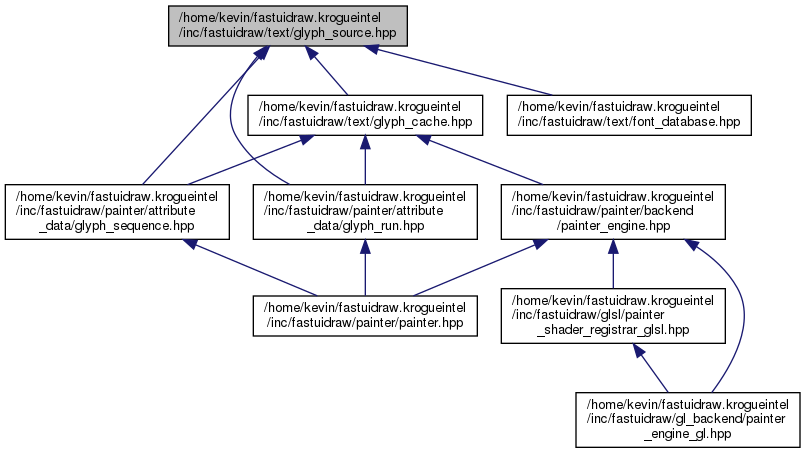 /home/kevin/fastuidraw.krogueintel
/inc/fastuidraw/text/glyph_source.hpp
/home/kevin/fastuidraw.krogueintel
/inc/fastuidraw/text/glyph_cache.hpp
/home/kevin/fastuidraw.krogueintel
/inc/fastuidraw/text/font_database.hpp
/home/kevin/fastuidraw.krogueintel
/inc/fastuidraw/painter/attribute
_data/glyph_sequence.hpp
/home/kevin/fastuidraw.krogueintel
/inc/fastuidraw/painter/attribute
_data/glyph_run.hpp
/home/kevin/fastuidraw.krogueintel
/inc/fastuidraw/painter/backend
/painter_engine.hpp
/home/kevin/fastuidraw.krogueintel
/inc/fastuidraw/painter/painter.hpp
/home/kevin/fastuidraw.krogueintel
/inc/fastuidraw/glsl/painter
_shader_registrar_glsl.hpp
/home/kevin/fastuidraw.krogueintel
/inc/fastuidraw/gl_backend/painter
_engine_gl.hpp